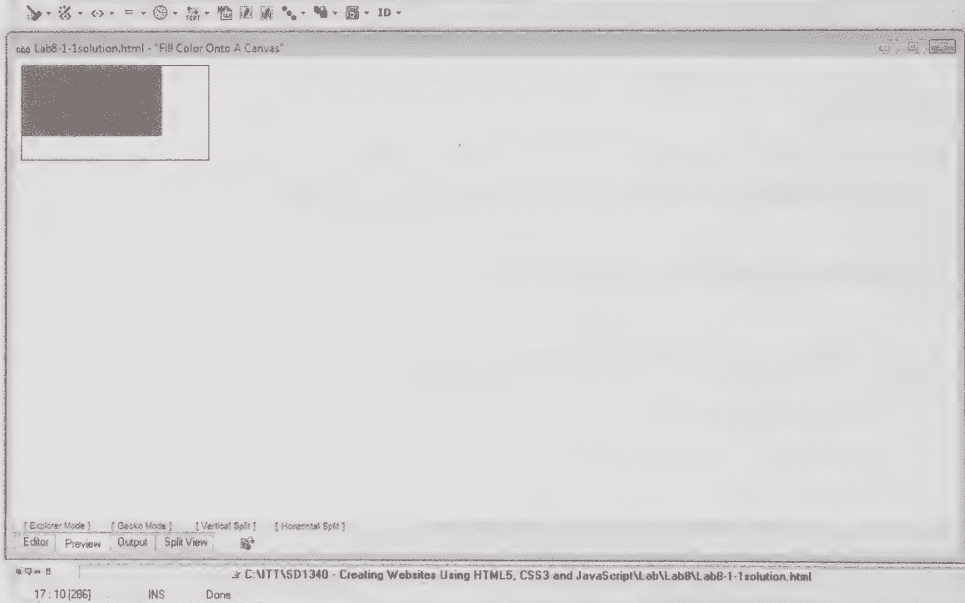 ID
Lab8-1-1solution.html - "Fill Color Onto A Canvas"
[ Explorer Mode ] [ Gecko Mode ] [ Vertical Split ] [ Horizontal Split ]
Editor Preview Output Split View
C:\ITT\SD1340 - Creating Websites Using HTML5, CSS3 and JavaScript\Lab\Lab8\Lab8-1-1solution.html
17 : 10 [286] INS Done